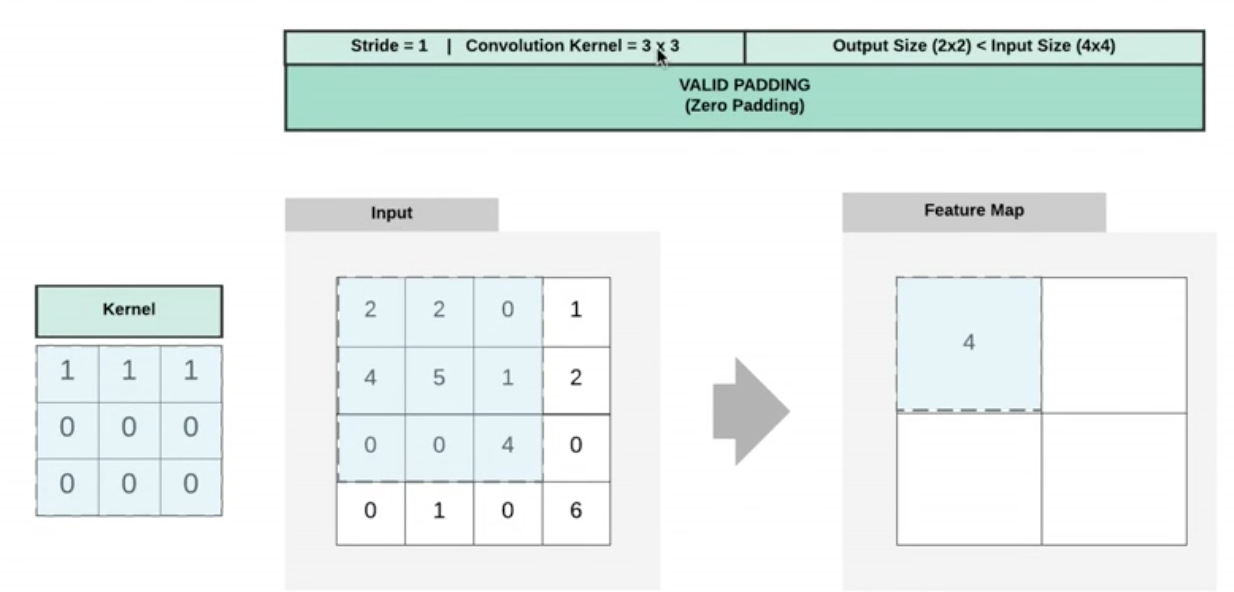 Stride = 1 | Convolution Kernel = 3 x 3
Output Size (2x2) < Input Size (4x4)
VALID PADDING
(Zero Padding)
Input
Feature Map
Kernel
1 1 1
0 0 0
0 0 0
2 2 0 1
4 5 1 2
0 0 4 0
0 1 0 6
4